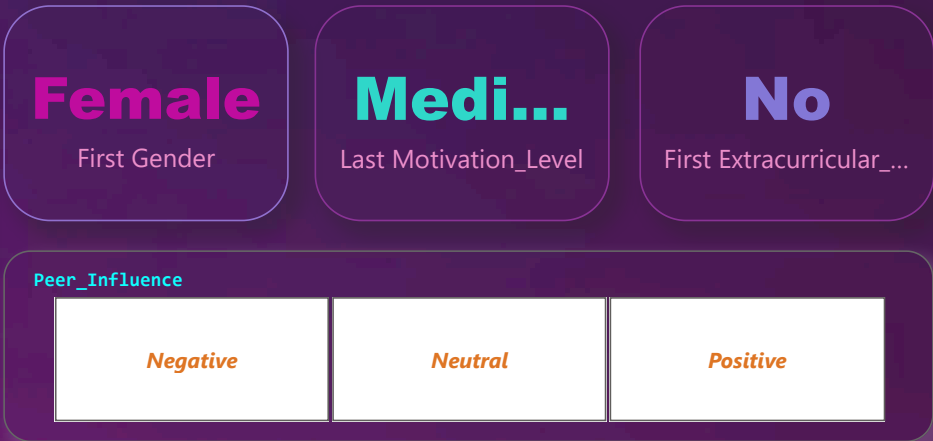 Female
First Gender
Medi...
Last Motivation_Level
No
First Extracurricular_...
Peer_Influence
Negative
Neutral
Positive